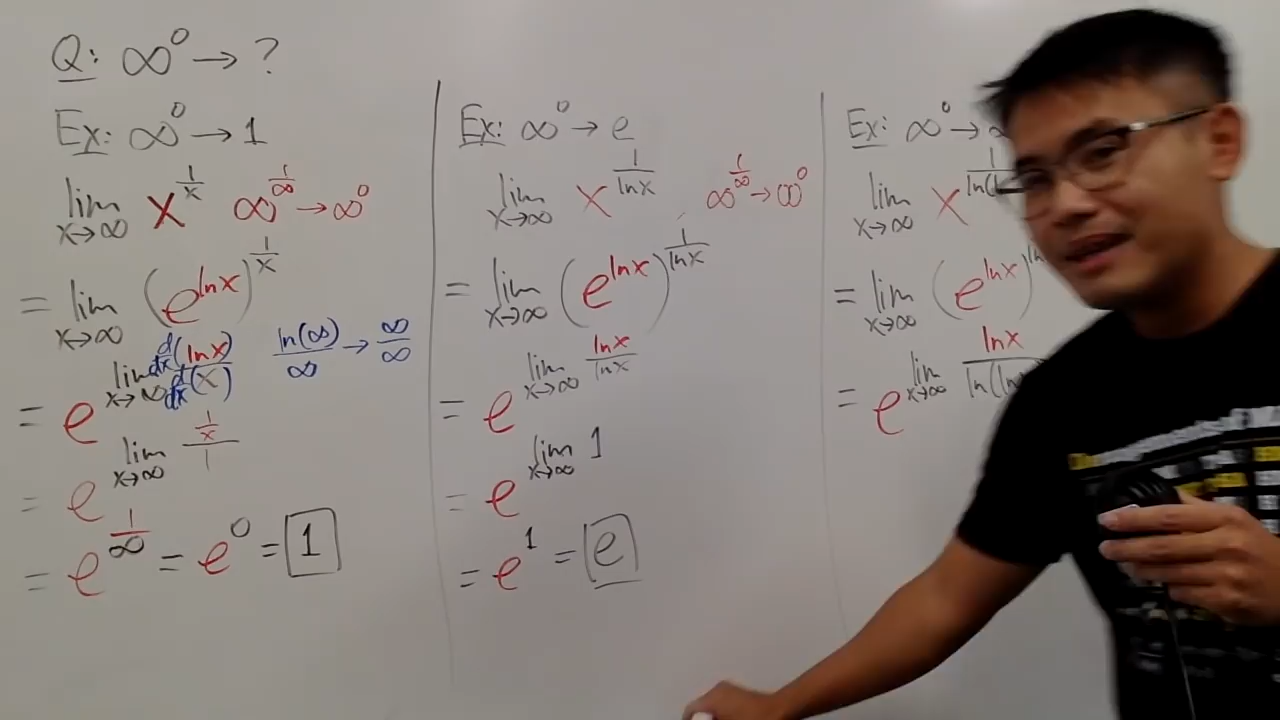 Q: ∞⁰ → ?
Ex: ∞⁰ → 1
lim x→∞ x^(1/x) ∞^(1/∞) → ∞⁰
= lim x→∞ (e^(ln x))^(1/x)
= e^(lim x→∞ d/dx(ln x) / d/dx(x)) ln(∞)/∞ → ∞/∞
= e^(lim x→∞ (1/x)/1)
= e^(1/∞) = e⁰ = 1
Ex: ∞⁰ → e
lim x→∞ x^(1/ln x) ∞^(1/∞) → ∞⁰
= lim x→∞ (e^(ln x))^(1/ln x)
= e^(lim x→∞ ln x/ln x)
= e^(lim x→∞ 1)
= e¹ = e
Ex: ∞⁰ →
lim x→∞ x^(1/ln(
= lim x→∞ (e^(ln x))^(
= e^(lim x→∞ ln x/ln(ln